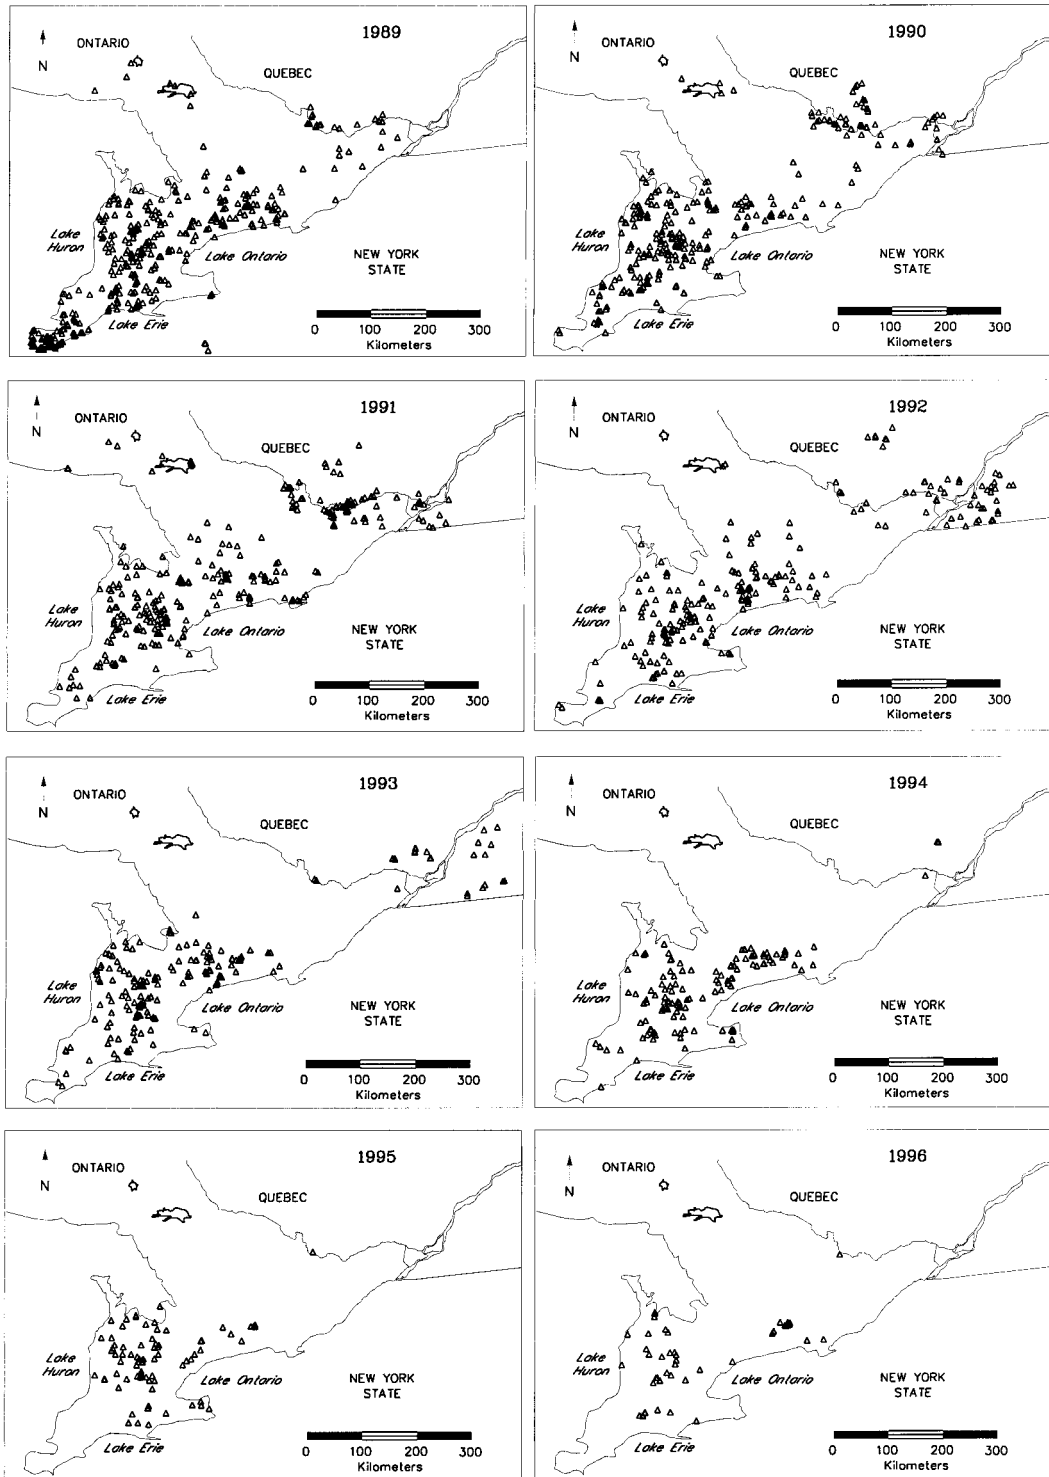 1989
ONTARIO
N
QUEBEC
Lake
Huron
Lake Ontario
NEW YORK
STATE
Lake Erie
0 100 200 300
Kilometers
1990
ONTARIO
N
QUEBEC
Lake
Huron
Lake Ontario
NEW YORK
STATE
Lake Erie
0 100 200 300
Kilometers
1991
ONTARIO
N
QUEBEC
Lake
Huron
Lake Ontario
NEW YORK
STATE
Lake Erie
0 100 200 300
Kilometers
1992
ONTARIO
N
QUEBEC
Lake
Huron
Lake Ontario
NEW YORK
STATE
Lake Erie
0 100 200 300
Kilometers
1993
ONTARIO
N
QUEBEC
Lake
Huron
Lake Ontario
NEW YORK
STATE
Lake Erie
0 100 200 300
Kilometers
1994
ONTARIO
N
QUEBEC
Lake
Huron
Lake Ontario
NEW YORK
STATE
Lake Erie
0 100 200 300
Kilometers
1995
ONTARIO
N
QUEBEC
Lake
Huron
Lake Ontario
NEW YORK
STATE
Lake Erie
0 100 200 300
Kilometers
1996
ONTARIO
N
QUEBEC
Lake
Huron
Lake Ontario
NEW YORK
STATE
Lake Erie
0 100 200 300
Kilometers